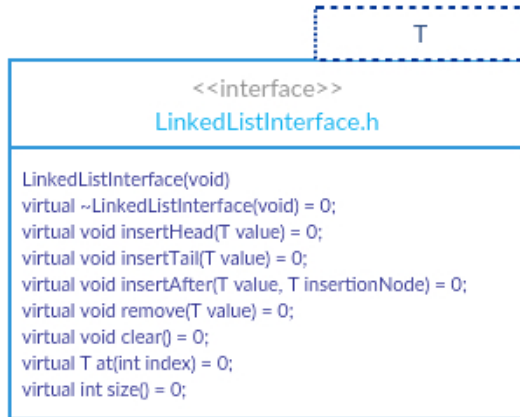 T
<<interface>>
LinkedListInterface.h
LinkedListInterface(void)
virtual ~LinkedListInterface(void) = 0;
virtual void insertHead(T value) = 0;
virtual void insertTail(T value) = 0;
virtual void insertAfter(T value, T insertionNode) = 0;
virtual void remove(T value) = 0;
virtual void clear() = 0;
virtual T at(int index) = 0;
virtual int size() = 0;